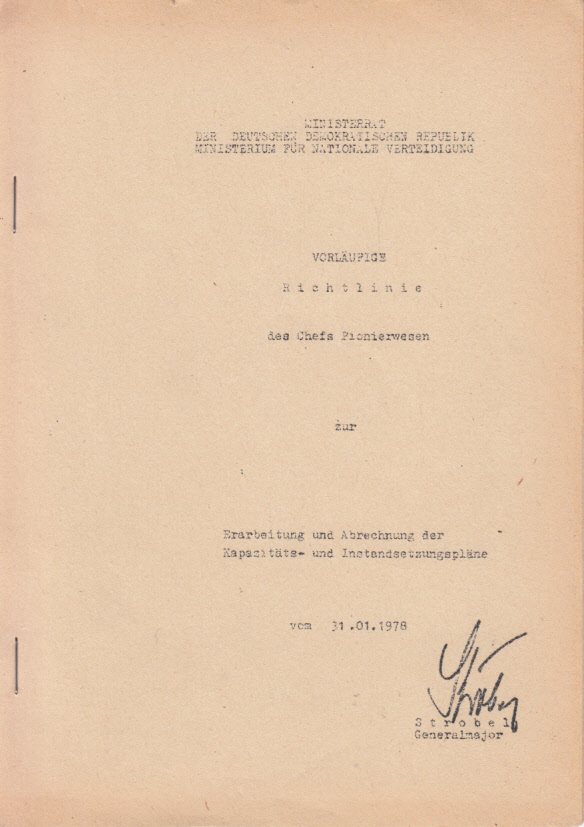 MINISTERRAT
DER DEUTSCHEN DEMOKRATISCHEN REPUBLIK
MINISTERIUM FÜR NATIONALE VERTEIDIGUNG
VORLÄUFIGE
R i c h t l i n i e
des Chefs Pionierwesen
zur
Erarbeitung und Abrechnung der
Kapazitäts- und Instandsetzungspläne
vom 31.01.1978
Strobel
S t r o b e l
Generalmajor